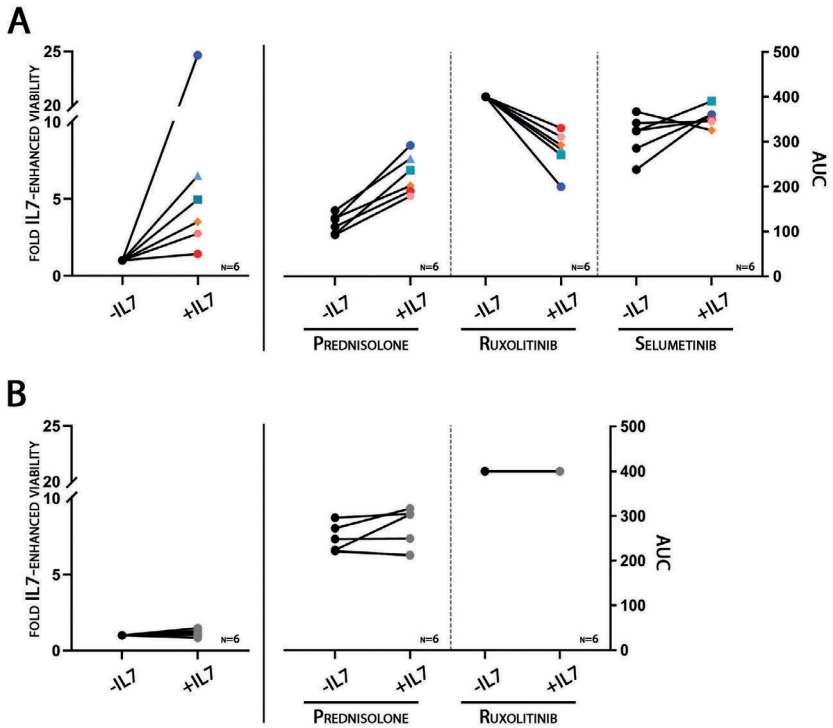 A
FOLD IL7-ENHANCED VIABILITY
25
20
10
5
0
-IL7
+IL7
N=6
-IL7
+IL7
PREDNISOLONE
N=6
-IL7
+IL7
RUXOLITINIB
N=6
-IL7
+IL7
SELUMETINIB
N=6
500
400
300
200
100
0
AUC
B
FOLD IL7-ENHANCED VIABILITY
25
20
10
5
0
-IL7
+IL7
N=6
-IL7
+IL7
PREDNISOLONE
N=6
-IL7
+IL7
RUXOLITINIB
N=6
500
400
300
200
100
0
AUC